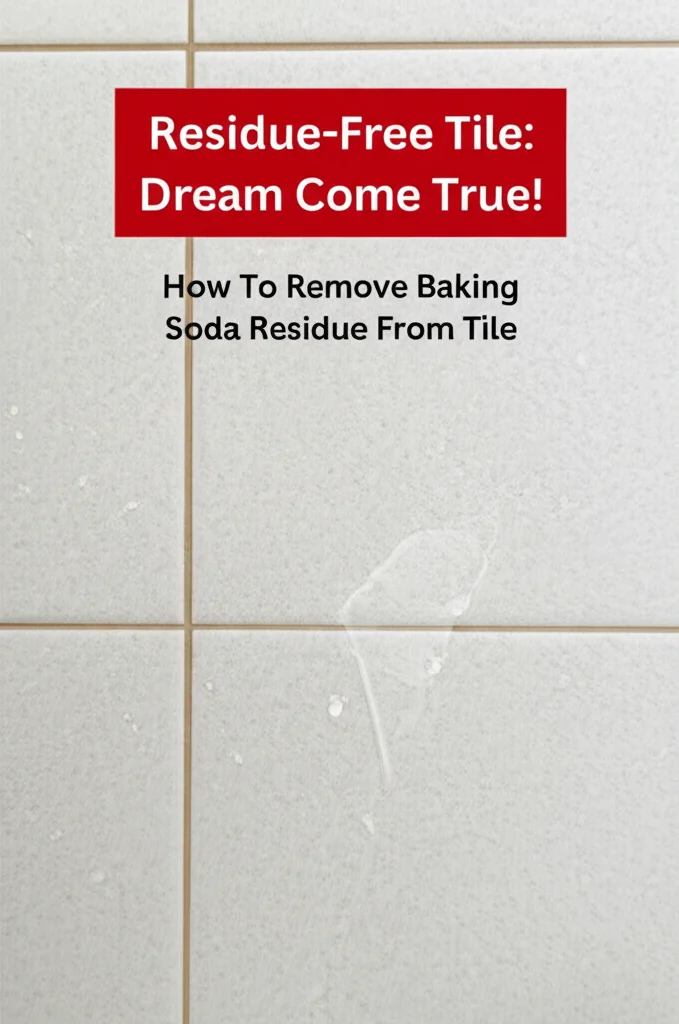 Residue-Free Tile:
Dream Come True!
How To Remove Baking
Soda Residue From Tile